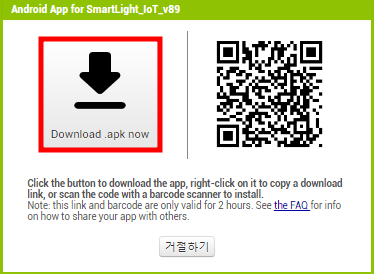 Android App for SmartLight_IoT_v89
Download .apk now
Click the button to download the app, right-click on it to copy a download
link, or scan the code with a barcode scanner to install.
Note: this link and barcode are only valid for 2 hours. See the FAQ for info
on how to share your app with others.
거절하기